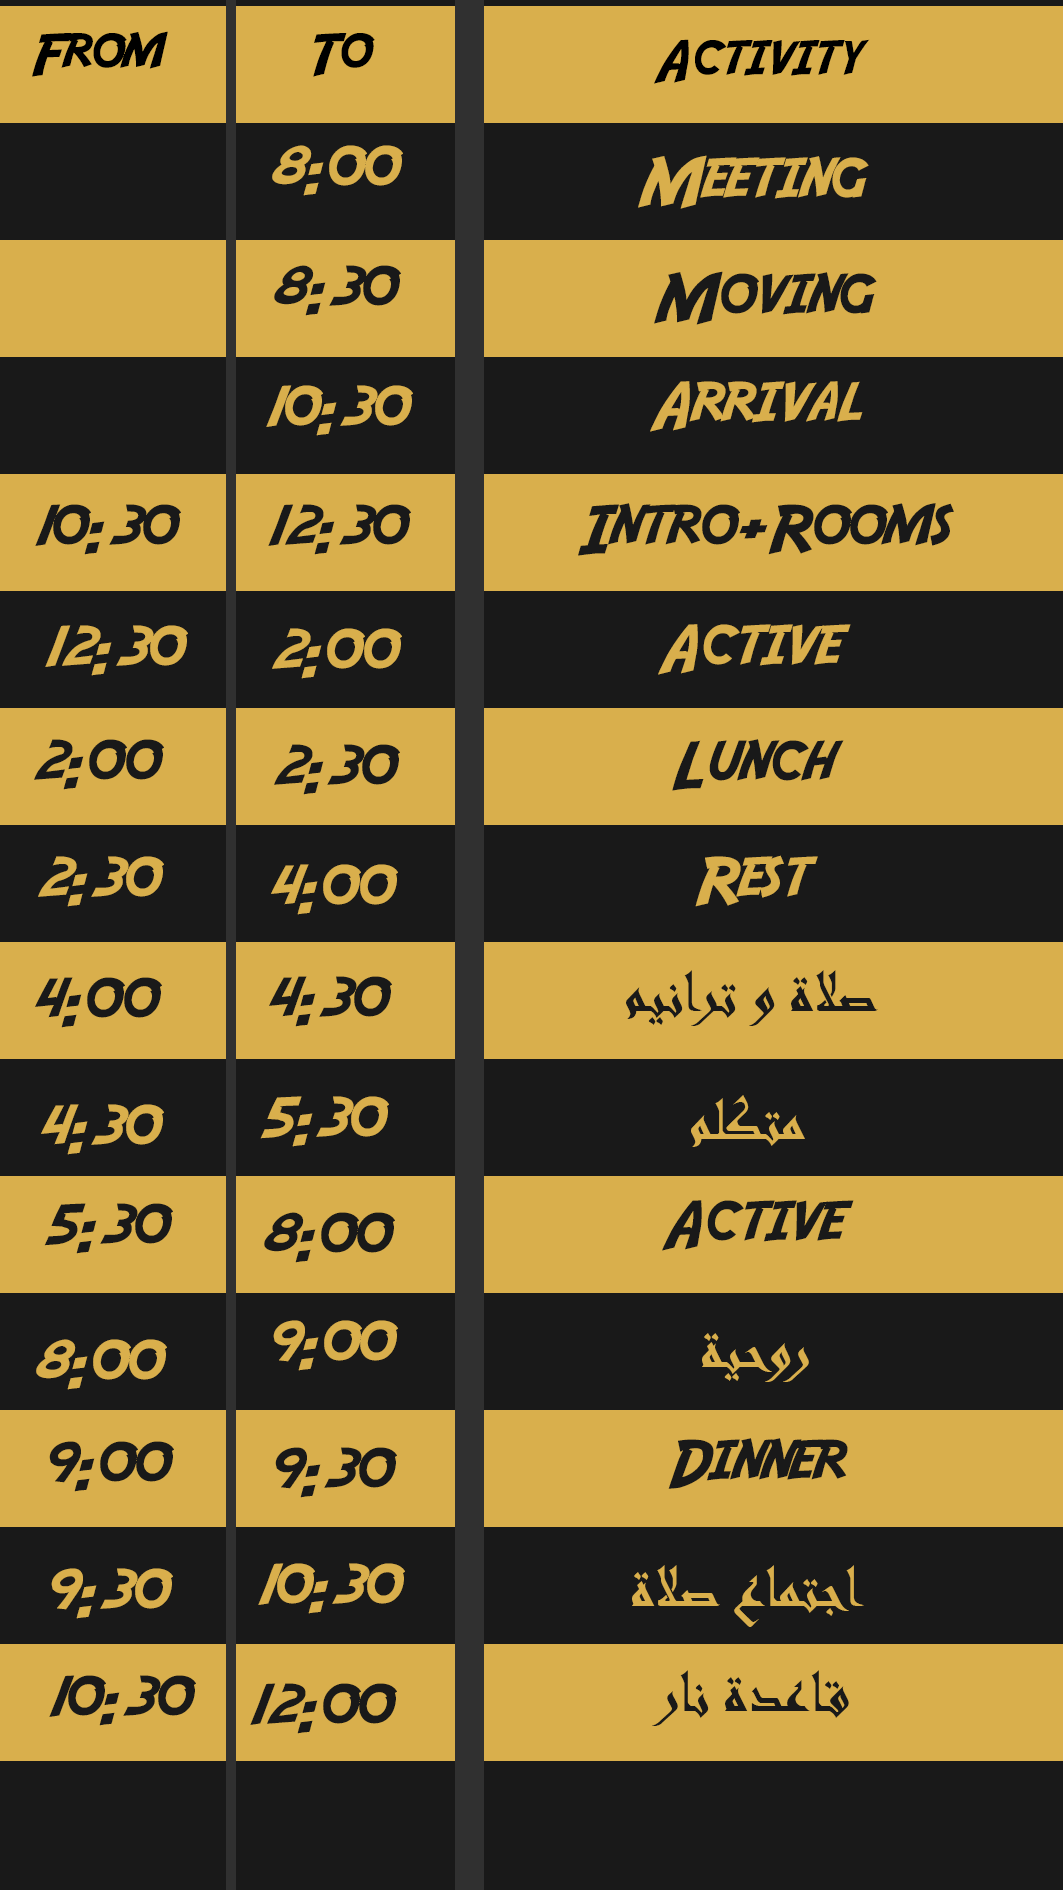 From To Activity
8:00 Meeting
8:30 Moving
10:30 Arrival
10:30 12:30 Intro+Rooms
12:30 2:00 Active
2:00 2:30 Lunch
2:30 4:00 Rest
4:00 4:30 صلاة و ترانيم
4:30 5:30 متكلم
5:30 8:00 Active
8:00 9:00 روحية
9:00 9:30 Dinner
9:30 10:30 اجتماع صلاة
10:30 12:00 قاعدة نار